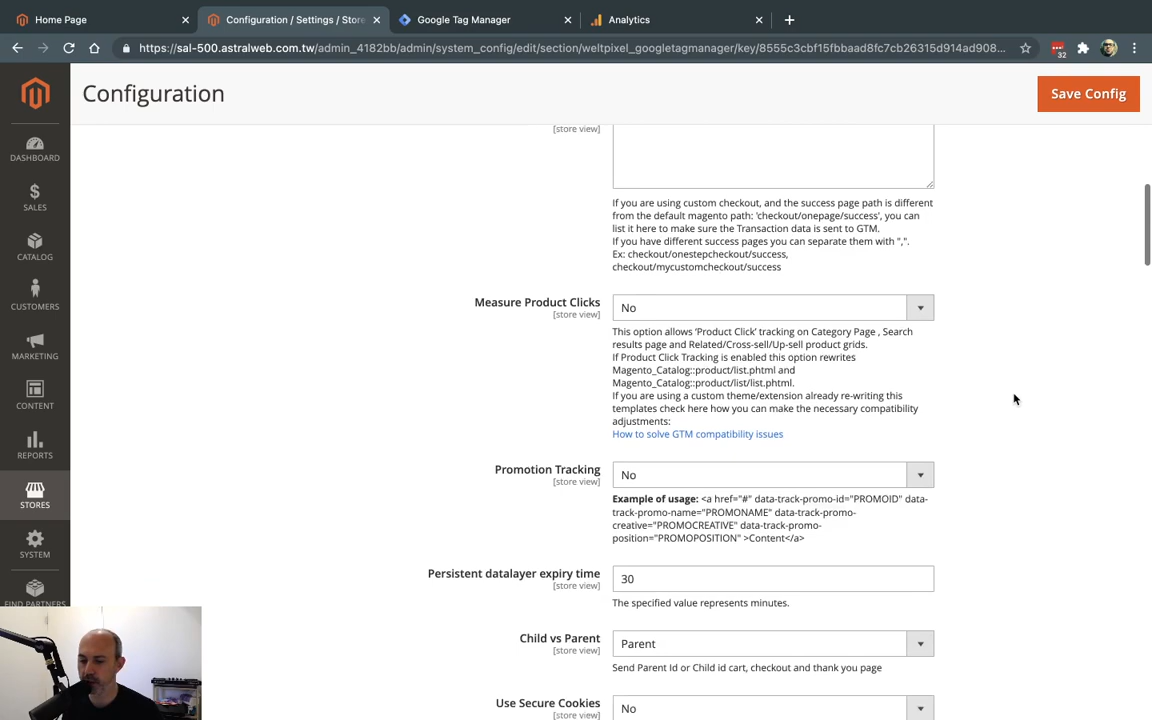 Home Page
Configuration / Settings / Store
Google Tag Manager
Analytics
https://sal-500.astralweb.com.tw/admin_4182bb/admin/system_config/edit/section/weltpixel_googletagmanager/key/8555c3cbf15fbbaad8fc7cb26315d914ad908...
32
Configuration
Save Config
DASHBOARD
SALES
CATALOG
CUSTOMERS
MARKETING
CONTENT
REPORTS
STORES
SYSTEM
FIND PARTNERS
[store view]
If you are using custom checkout, and the success page path is different
from the default magento path: 'checkout/onepage/success', you can
list it here to make sure the Transaction data is sent to GTM.
If you have different success pages you can separate them with ",".
Ex: checkout/onestepcheckout/success,
checkout/mycustomcheckout/success
Measure Product Clicks
[store view]
No
This option allows 'Product Click' tracking on Category Page , Search
results page and Related/Cross-sell/Up-sell product grids.
If Product Click Tracking is enabled this option rewrites
Magento_Catalog::product/list.phtml and
Magento_Catalog::product/list/list.phtml.
If you are using a custom theme/extension already re-writing this
templates check here how you can make the necessary compatibility
adjustments:
How to solve GTM compatibility issues
Promotion Tracking
[store view]
No
Example of usage: <a href="#" data-track-promo-id="PROMOID" data-
track-promo-name="PROMONAME" data-track-promo-
creative="PROMOCREATIVE" data-track-promo-
position="PROMOPOSITION" >Content</a>
Persistent datalayer expiry time
[store view]
30
The specified value represents minutes.
Child vs Parent
[store view]
Parent
Send Parent Id or Child id cart, checkout and thank you page
Use Secure Cookies
[store view]
No